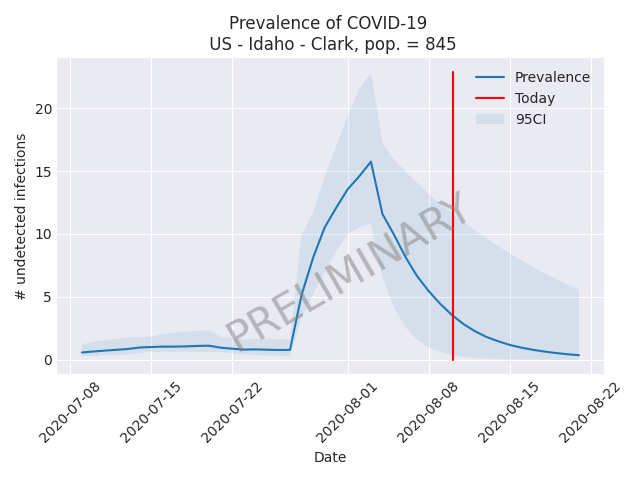 Prevalence of COVID-19
US - Idaho - Clark, pop. = 845
Prevalence
Today
95CI
# undetected infections
20
15
10
5
0
PRELIMINARY
2020-07-08
2020-07-15
2020-07-22
2020-08-01
2020-08-08
2020-08-15
2020-08-22
Date